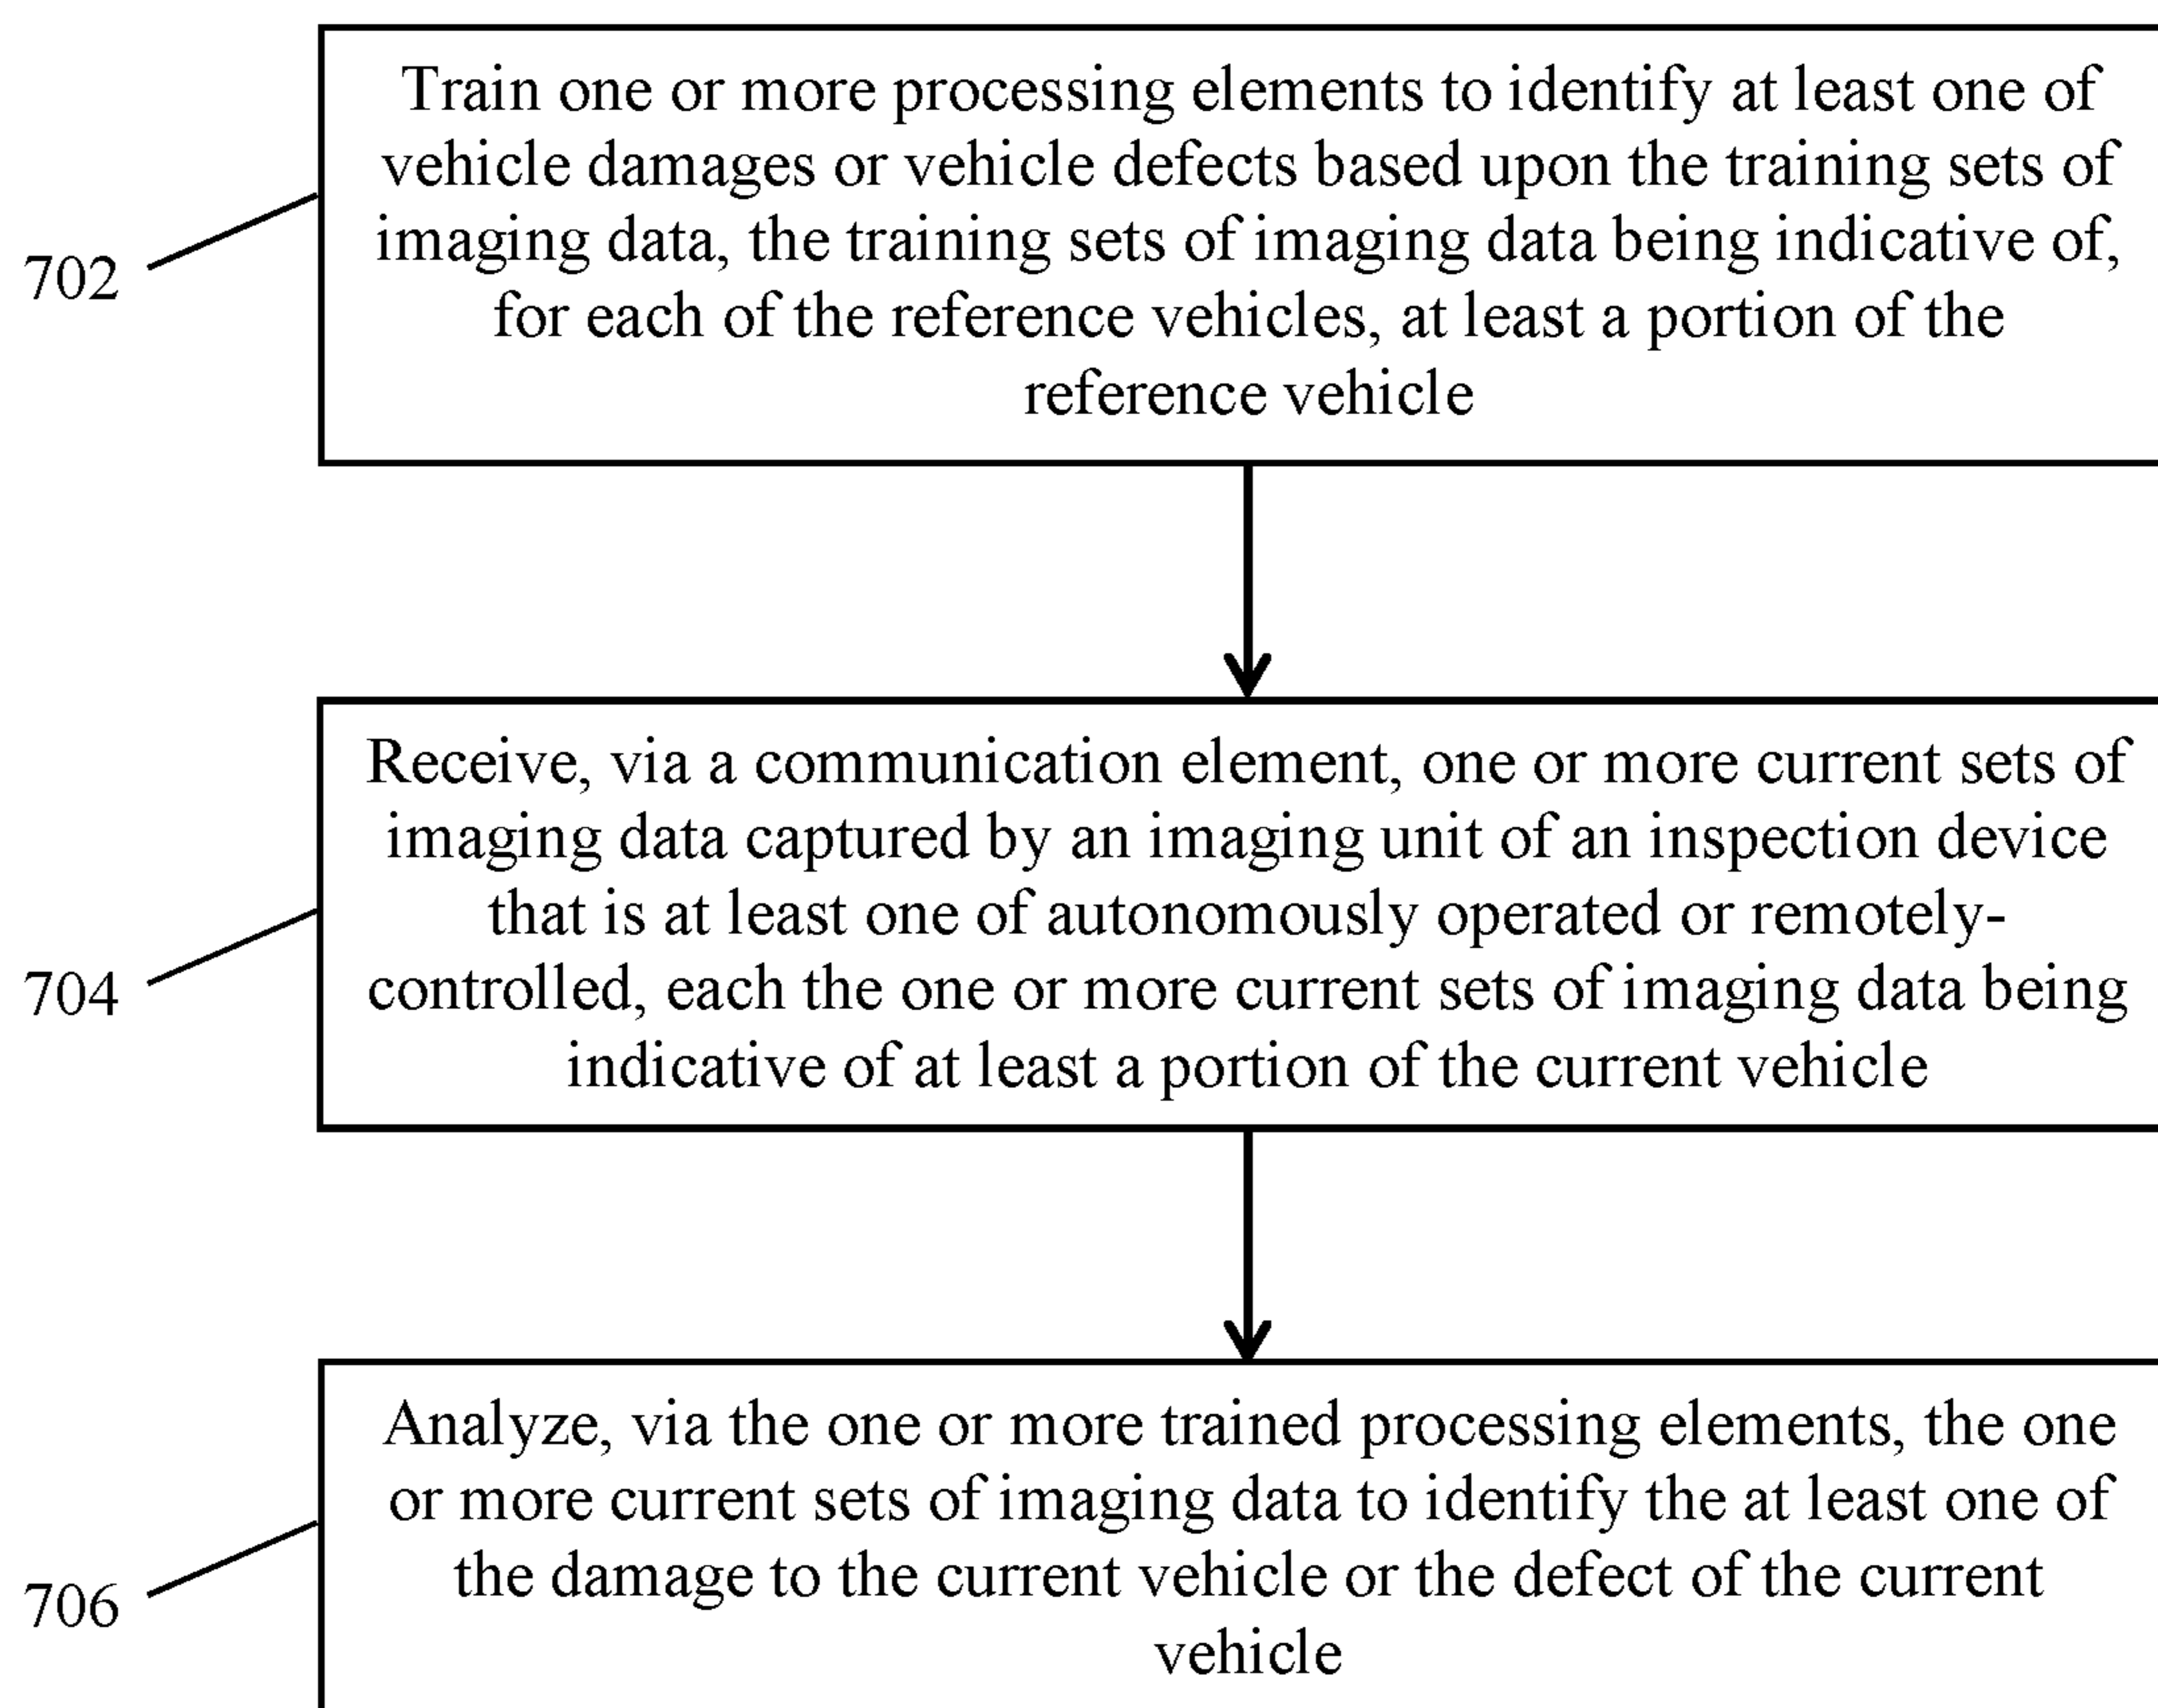 Train one or more processing elements to identify at least one of
vehicle damages or vehicle defects based upon the training sets of
imaging data, the training sets of imaging data being indicative of,
for each of the reference vehicles, at least a portion of the
reference vehicle
702
Receive, via a communication element, one or more current sets of
imaging data captured by an imaging unit of an inspection device
that is at least one of autonomously operated or remotely-
controlled, each the one or more current sets of imaging data being
indicative of at least a portion of the current vehicle
704
Analyze, via the one or more trained processing elements, the one
or more current sets of imaging data to identify the at least one of
the damage to the current vehicle or the defect of the current
vehicle
706